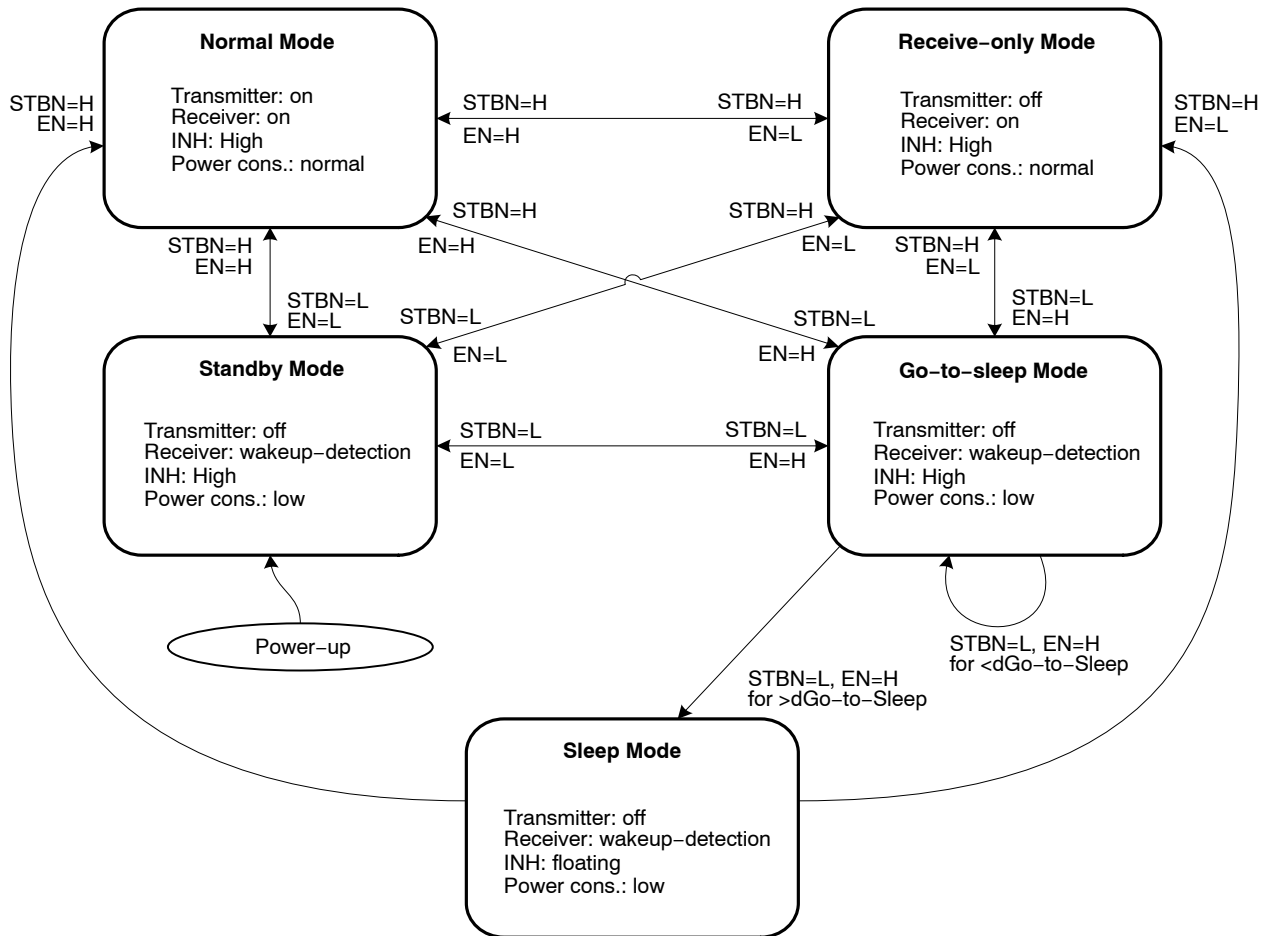 Normal Mode
Transmitter: on
Receiver: on
INH: High
Power cons.: normal
Receive−only Mode
Transmitter: off
Receiver: on
INH: High
Power cons.: normal
STBN=H
EN=H
STBN=H
EN=H
STBN=H
EN=L
STBN=H
EN=L
STBN=H
EN=H
STBN=H
EN=L
STBN=H
EN=H
STBN=L
EN=L
STBN=H
EN=L
STBN=L
EN=H
STBN=L
EN=L
STBN=L
EN=H
Standby Mode
Transmitter: off
Receiver: wakeup−detection
INH: High
Power cons.: low
STBN=L
EN=L
STBN=L
EN=H
Go−to−sleep Mode
Transmitter: off
Receiver: wakeup−detection
INH: High
Power cons.: low
Power−up
STBN=L, EN=H
for <dGo−to−Sleep
STBN=L, EN=H
for >dGo−to−Sleep
Sleep Mode
Transmitter: off
Receiver: wakeup−detection
INH: floating
Power cons.: low